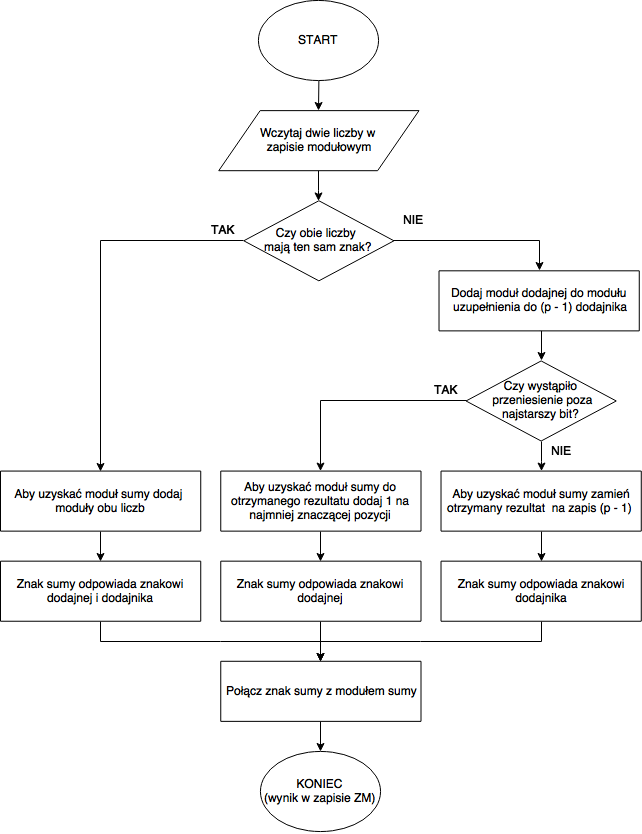 START
Wczytaj dwie liczby w
zapisie modułowym
Czy obie liczby
mają ten sam znak?
TAK
NIE
Dodaj moduł dodajnej do modułu
uzupełnienia do (p - 1) dodajnika
Czy wystąpiło
przeniesienie poza
najstarszy bit?
TAK
NIE
Aby uzyskać moduł sumy dodaj
moduły obu liczb
Aby uzyskać moduł sumy do
otrzymanego rezultatu dodaj 1 na
najmniej znaczącej pozycji
Aby uzyskać moduł sumy zamień
otrzymany rezultat na zapis (p - 1)
Znak sumy odpowiada znakowi
dodajnej i dodajnika
Znak sumy odpowiada znakowi
dodajnej
Znak sumy odpowiada znakowi
dodajnika
Połącz znak sumy z modułem sumy
KONIEC
(wynik w zapisie ZM)